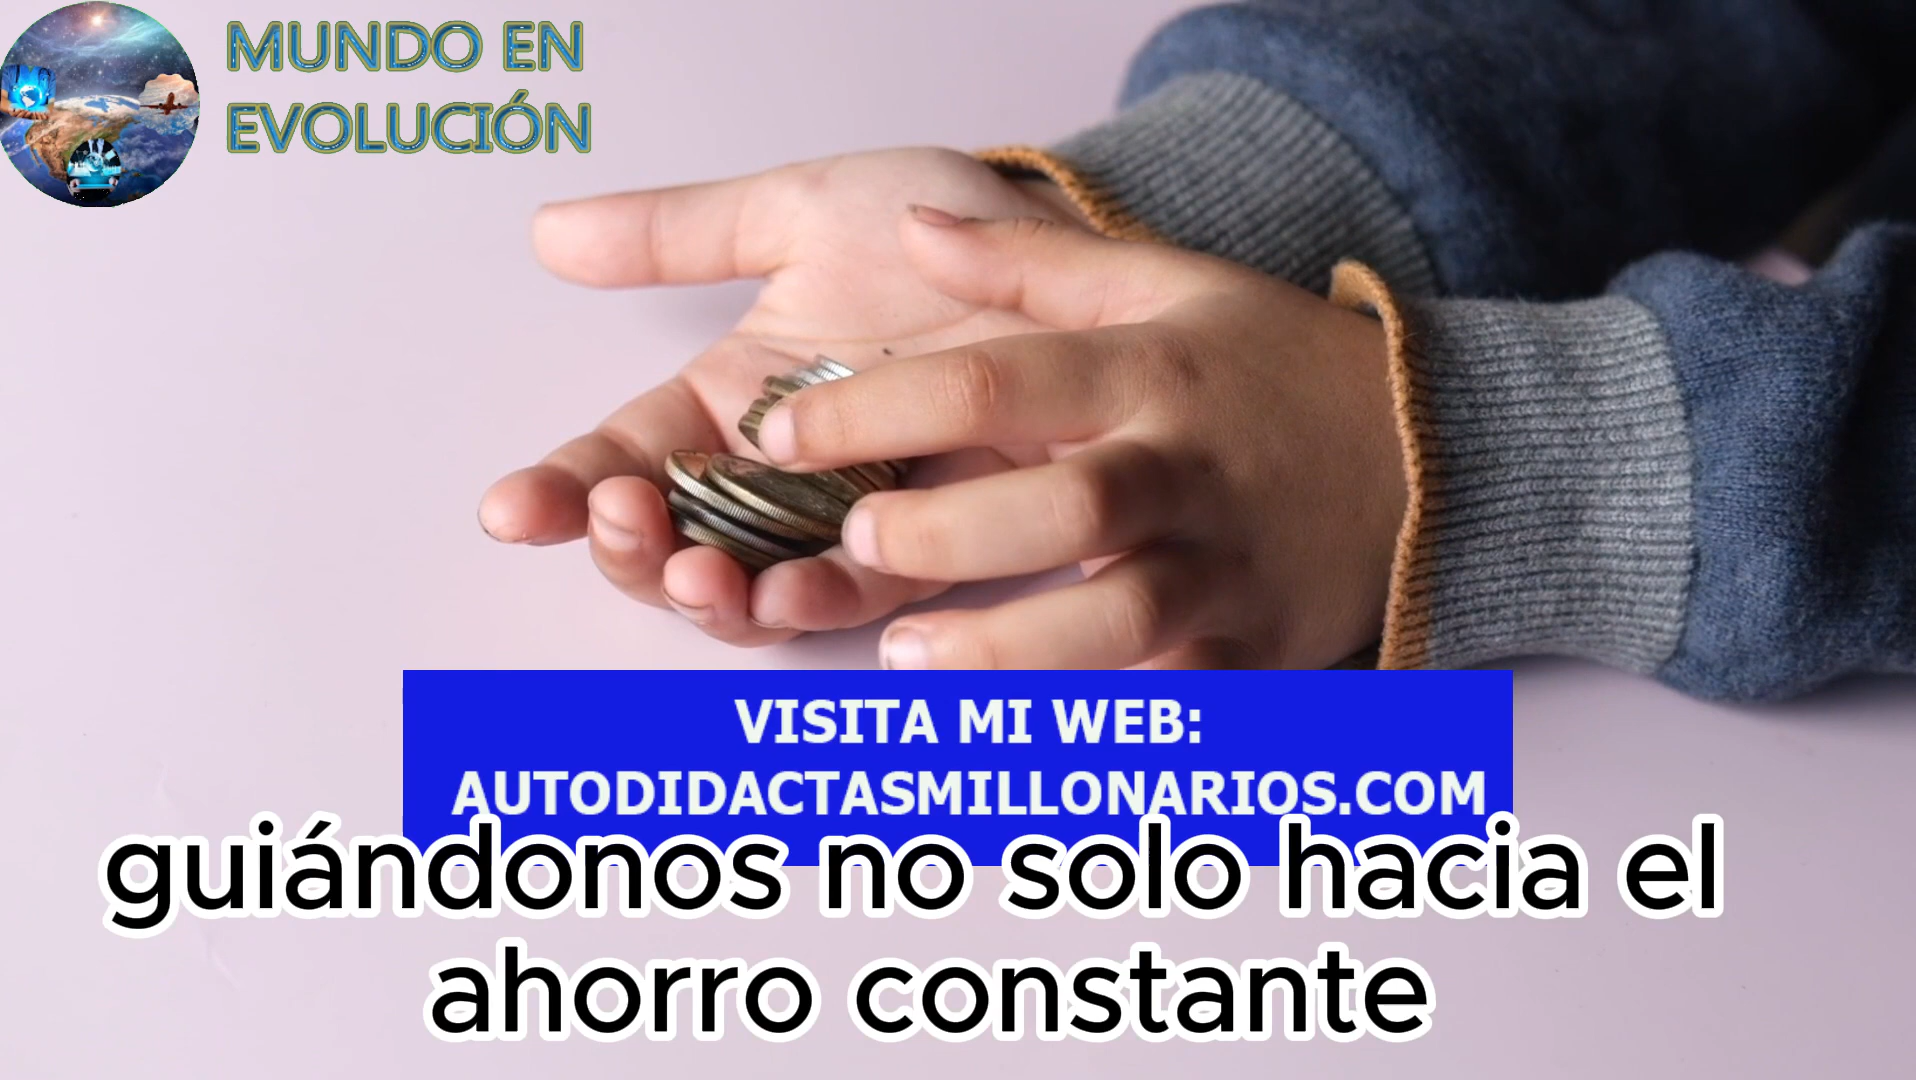 MUNDO EN
EVOLUCIÓN
VISITA MI WEB:
AUTODIDACTASMILLONARIOS.COM
guiándonos no solo hacia el
ahorro constante